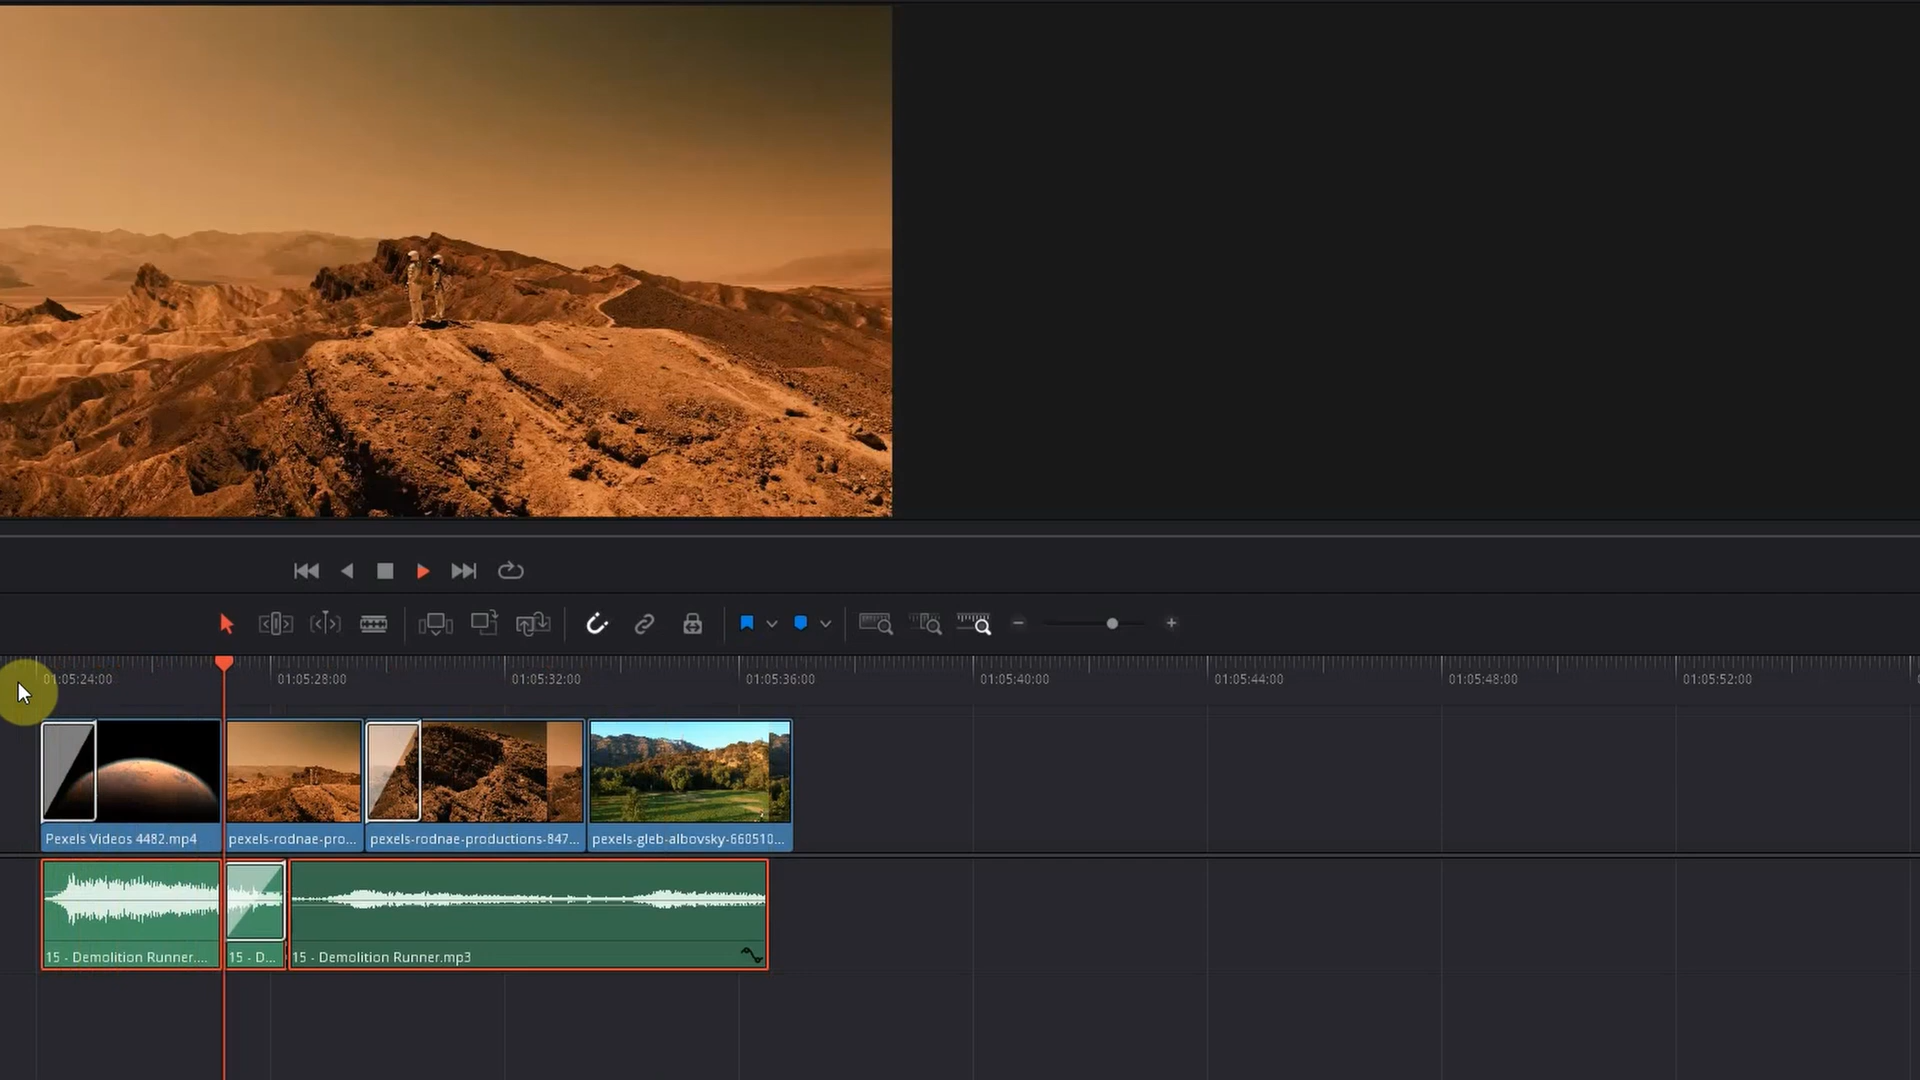 01:05:24:00
01:05:28:00
01:05:32:00
01:05:36:00
01:05:40:00
01:05:44:00
01:05:48:00
01:05:52:00
Pexels Videos 4482.mp4
pexels-rodnae-pro...
pexels-rodnae-productions-847...
pexels-gleb-albovsky-660510...
15 - Demolition Runner....
15 - D...
15 - Demolition Runner.mp3